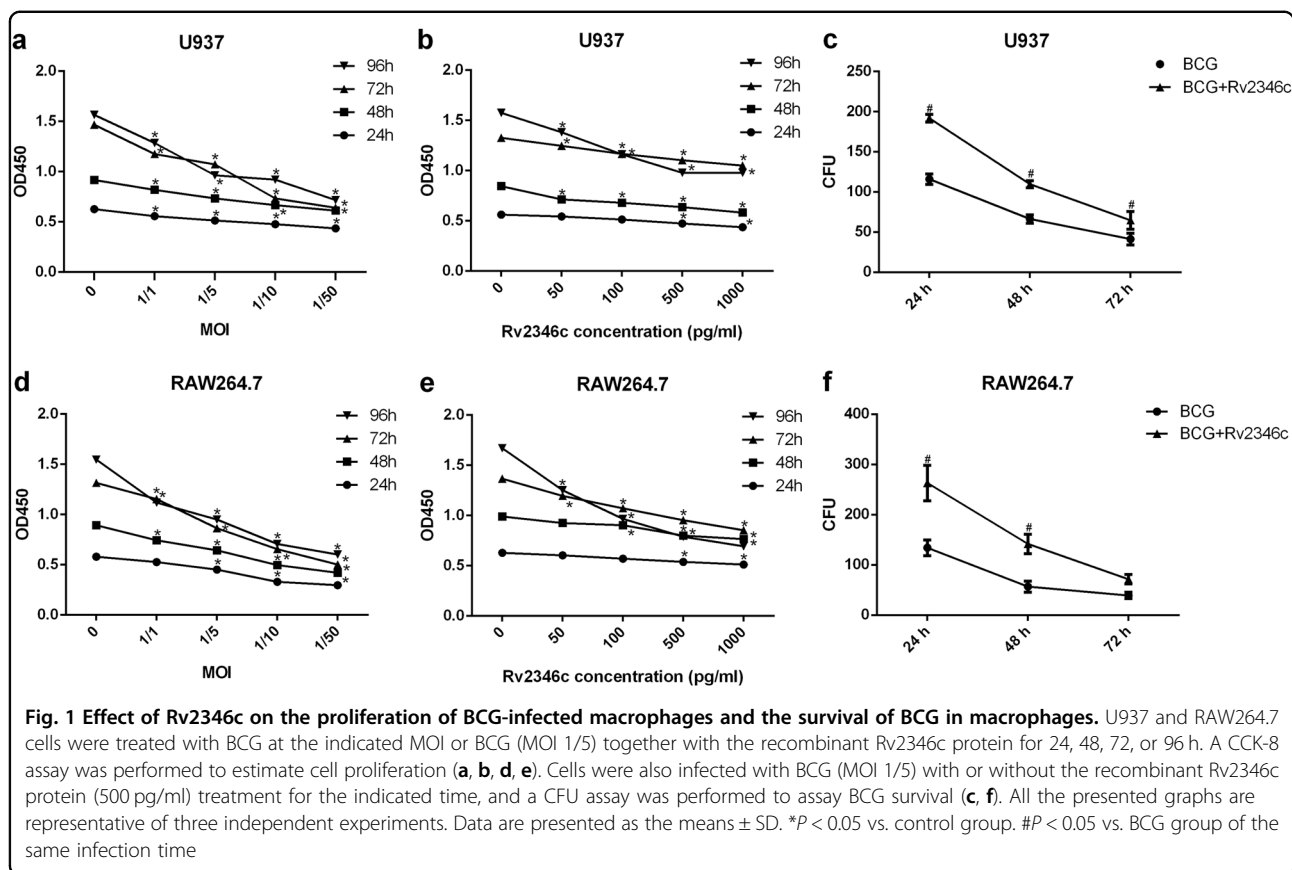 a
U937
2.0
1.5
1.0
0.5
0.0
OD450
0
1/1
1/5
1/10
1/50
MOI
96h
72h
48h
24h
b
U937
2.0
1.5
1.0
0.5
0.0
OD450
0
50
100
500
1000
Rv2346c concentration (pg/ml)
96h
72h
48h
24h
c
U937
250
200
150
100
50
0
CFU
24 h
48 h
72 h
BCG
BCG+Rv2346c
d
RAW264.7
2.0
1.5
1.0
0.5
0.0
OD450
0
1/1
1/5
1/10
1/50
MOI
96h
72h
48h
24h
e
RAW264.7
2.0
1.5
1.0
0.5
0.0
OD450
0
50
100
500
1000
Rv2346c concentration (pg/ml)
96h
72h
48h
24h
f
RAW264.7
400
300
200
100
0
CFU
24 h
48 h
72 h
BCG
BCG+Rv2346c
Fig. 1 Effect of Rv2346c on the proliferation of BCG-infected macrophages and the survival of BCG in macrophages. U937 and RAW264.7
cells were treated with BCG at the indicated MOI or BCG (MOI 1/5) together with the recombinant Rv2346c protein for 24, 48, 72, or 96 h. A CCK-8
assay was performed to estimate cell proliferation (a, b, d, e). Cells were also infected with BCG (MOI 1/5) with or without the recombinant Rv2346c
protein (500 pg/ml) treatment for the indicated time, and a CFU assay was performed to assay BCG survival (c, f). All the presented graphs are
representative of three independent experiments. Data are presented as the means ± SD. *P < 0.05 vs. control group. #P < 0.05 vs. BCG group of the
same infection time